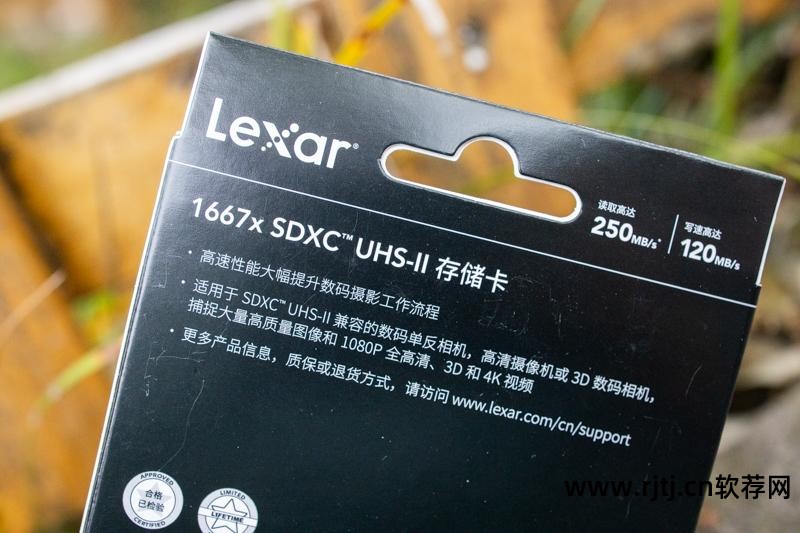 Lexar®
读取高达
250MB/s*
写速高达
120MB/s
1667x SDXC™ UHS-II 存储卡
· 高速性能大幅提升数码摄影工作流程
· 适用于 SDXC™ UHS-II 兼容的数码单反相机，高清摄像机或 3D 数码相机，
捕捉大量高质量图像和 1080P 全高清、3D 和 4K 视频
· 更多产品信息，质保或退货方式，请访问 www.lexar.com/cn/support
APPROVED
合格
已检验
CERTIFIED
LIMITED
LIFETIME
www.rjtj.cn软荐网